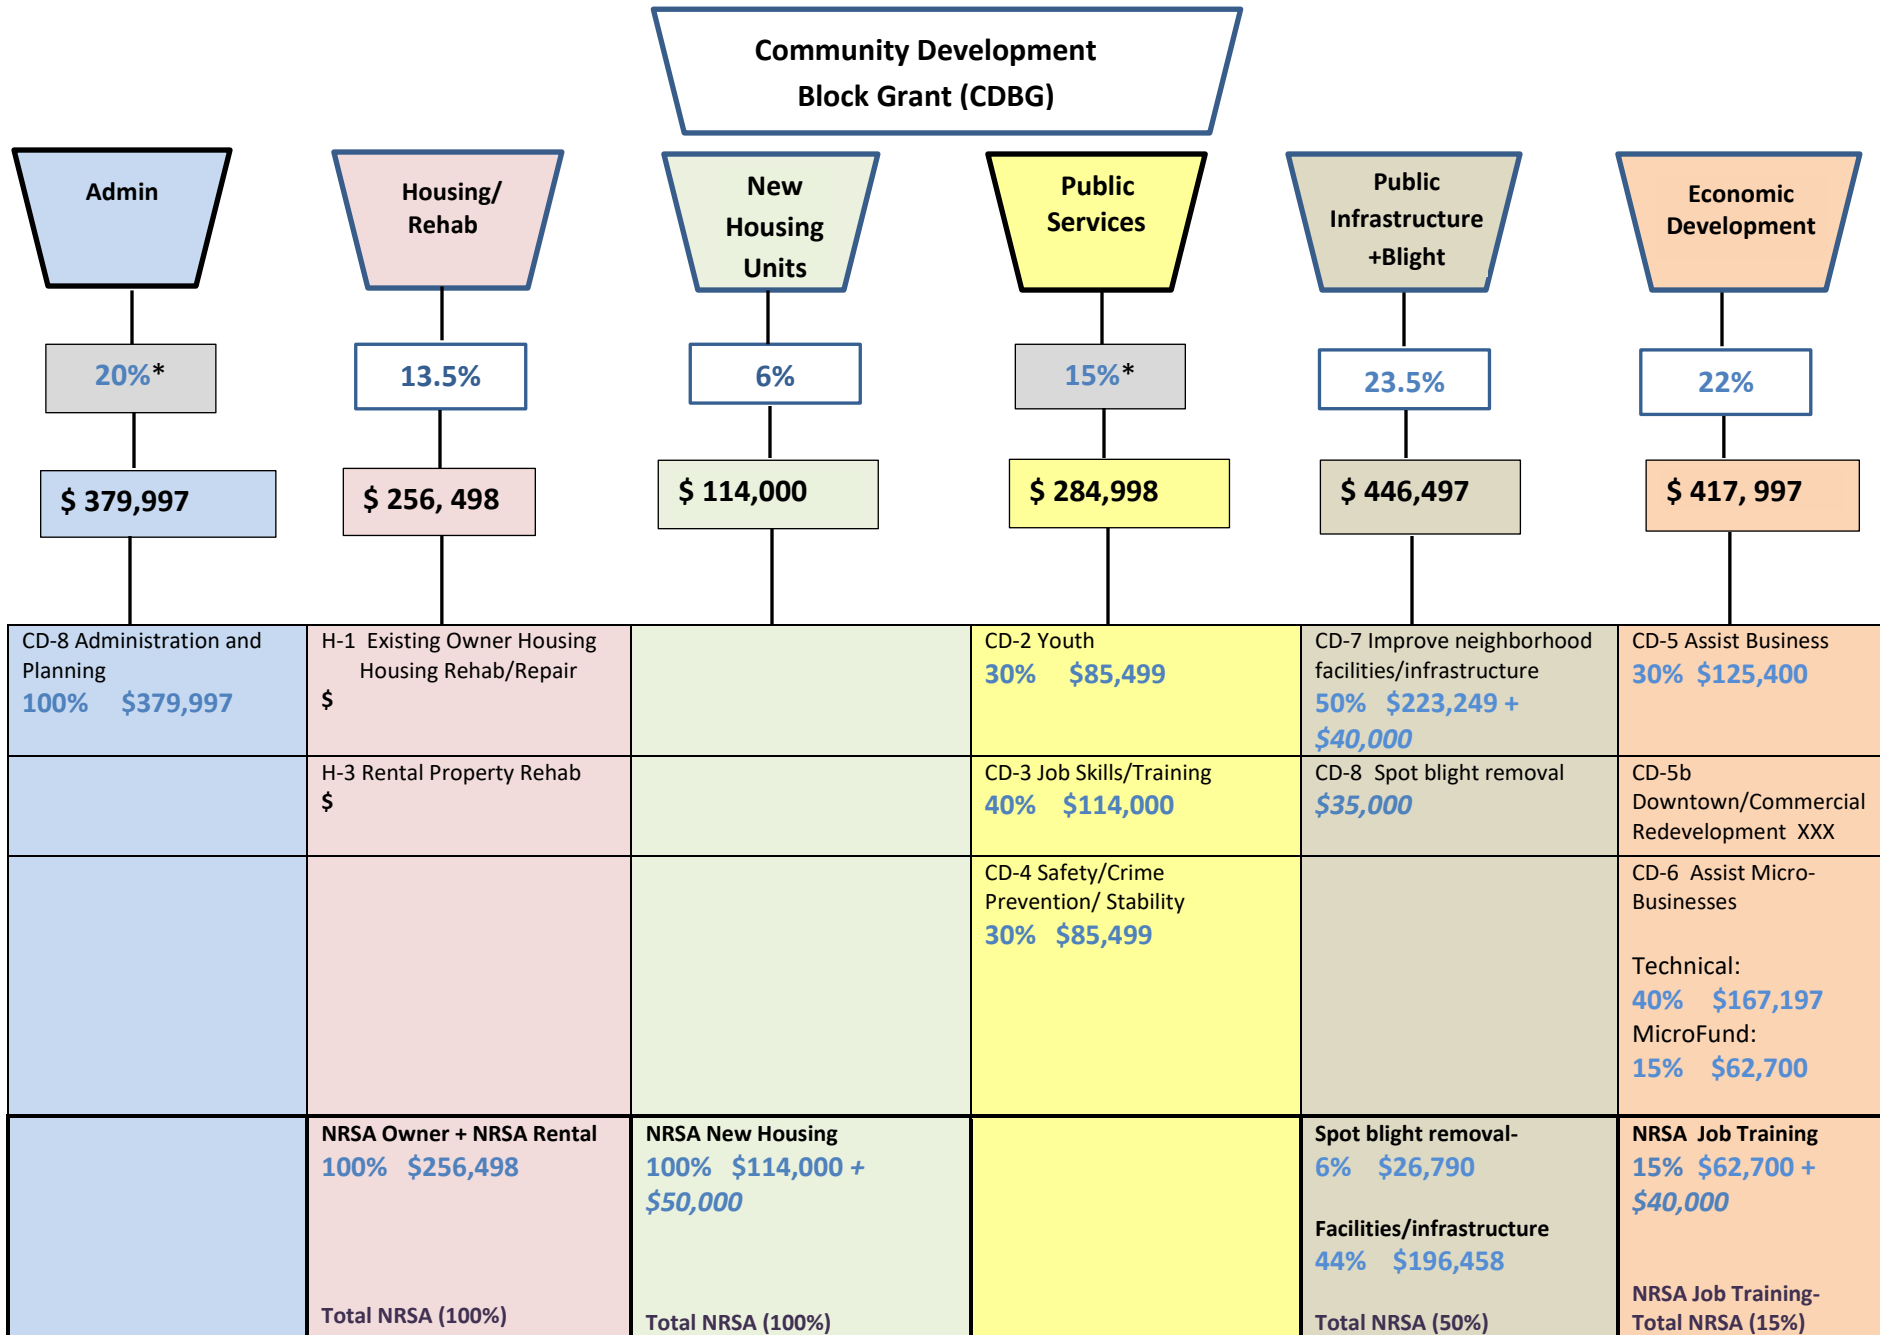 Community Development
Block Grant (CDBG)
Admin
Housing/
Rehab
New
Housing
Units
Public
Services
Public
Infrastructure
+Blight
Economic
Development
20%*
13.5%
6%
15%*
23.5%
22%
$ 379,997
$ 256, 498
$ 114,000
$ 284,998
$ 446,497
$ 417, 997
CD-8 Administration and
Planning
100% $379,997
H-1 Existing Owner Housing
Housing Rehab/Repair
$
CD-2 Youth
30% $85,499
CD-7 Improve neighborhood
facilities/infrastructure
50% $223,249 +
$40,000
CD-5 Assist Business
30% $125,400
H-3 Rental Property Rehab
$
CD-3 Job Skills/Training
40% $114,000
CD-8 Spot blight removal
$35,000
CD-5b
Downtown/Commercial
Redevelopment XXX
CD-4 Safety/Crime
Prevention/ Stability
30% $85,499
CD-6 Assist Micro-
Businesses
Technical:
40% $167,197
MicroFund:
15% $62,700
NRSA Owner + NRSA Rental
100% $256,498
Total NRSA (100%)
NRSA New Housing
100% $114,000 +
$50,000
Total NRSA (100%)
Spot blight removal-
6% $26,790
Facilities/infrastructure
44% $196,458
Total NRSA (50%)
NRSA Job Training
15% $62,700 +
$40,000
NRSA Job Training-
Total NRSA (15%)